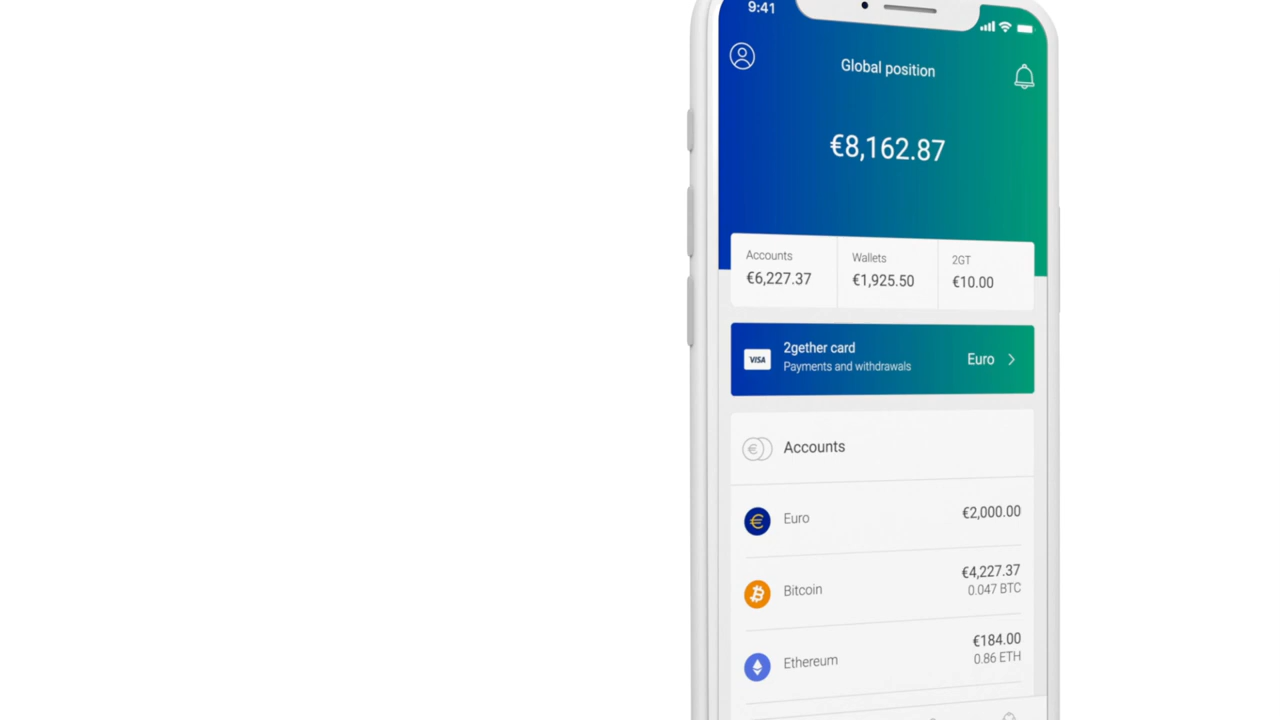 9:41
Global position
€8,162.87
Accounts
Wallets
2GT
€6,227.37
€1,925.50
€10.00
VISA
2gether card
Payments and withdrawals
Euro
Accounts
Euro
€2,000.00
Bitcoin
€4,227.37
0.047 BTC
Ethereum
€184.00
0.86 ETH